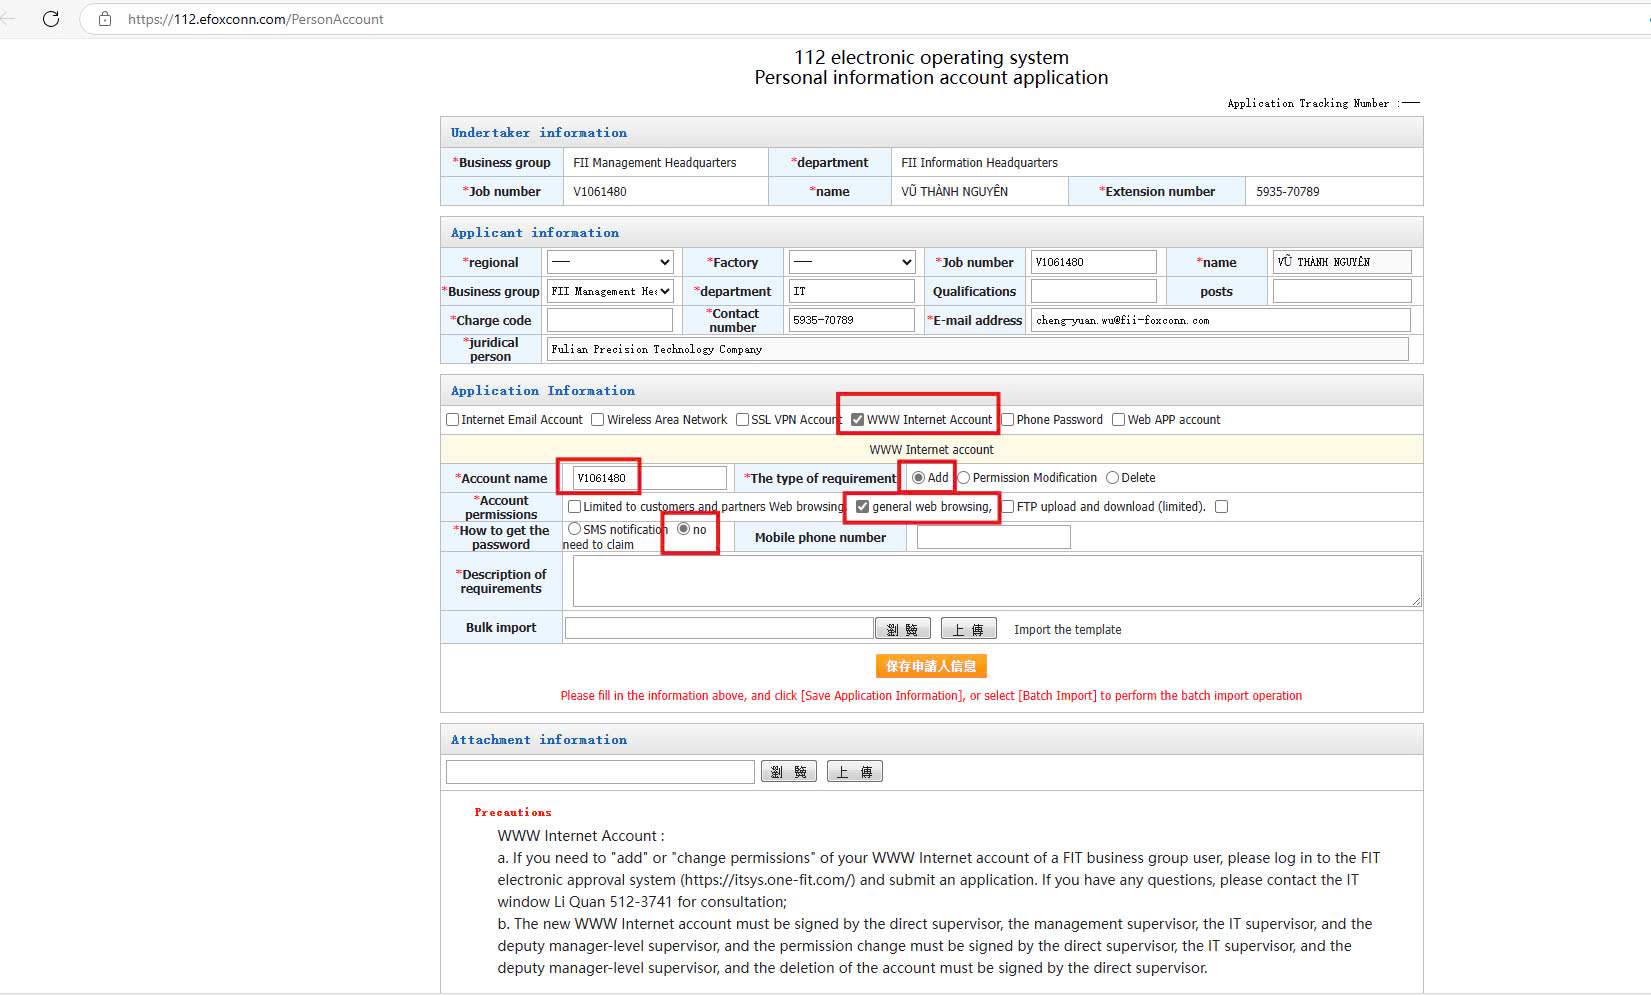 https://112.efoxconn.com/PersonAccount
112 electronic operating system
Personal information account application
Application Tracking Number :——
Undertaker information
*Business group FII Management Headquarters *department FII Information Headquarters
*Job number V1061480 *name VŨ THÀNH NGUYÊN *Extension number 5935-70789
Applicant information
*regional —— *Factory —— *Job number V1061480 *name VŨ THÀNH NGUYÊN
*Business group FII Management Hea *department IT Qualifications posts
*Charge code *Contact number 5935-70789 *E-mail address cheng-yuan.wu@fii-foxconn.com
*juridical person Fulian Precision Technology Company
Application Information
Internet Email Account Wireless Area Network SSL VPN Account WWW Internet Account Phone Password Web APP account
WWW Internet account
*Account name V1061480 *The type of requirement Add Permission Modification Delete
*Account permissions Limited to customers and partners Web browsing, general web browsing, FTP upload and download (limited).
*How to get the password SMS notification no need to claim Mobile phone number
*Description of requirements
Bulk import 瀏 覽 上 傳 Import the template
保存申請人信息
Please fill in the information above, and click [Save Application Information], or select [Batch Import] to perform the batch import operation
Attachment information
瀏 覽 上 傳
Precautions
WWW Internet Account :
a. If you need to "add" or "change permissions" of your WWW Internet account of a FIT business group user, please log in to the FIT
electronic approval system (https://itsys.one-fit.com/) and submit an application. If you have any questions, please contact the IT
window Li Quan 512-3741 for consultation;
b. The new WWW Internet account must be signed by the direct supervisor, the management supervisor, the IT supervisor, and the
deputy manager-level supervisor, and the permission change must be signed by the direct supervisor, the IT supervisor, and the
deputy manager-level supervisor, and the deletion of the account must be signed by the direct supervisor.